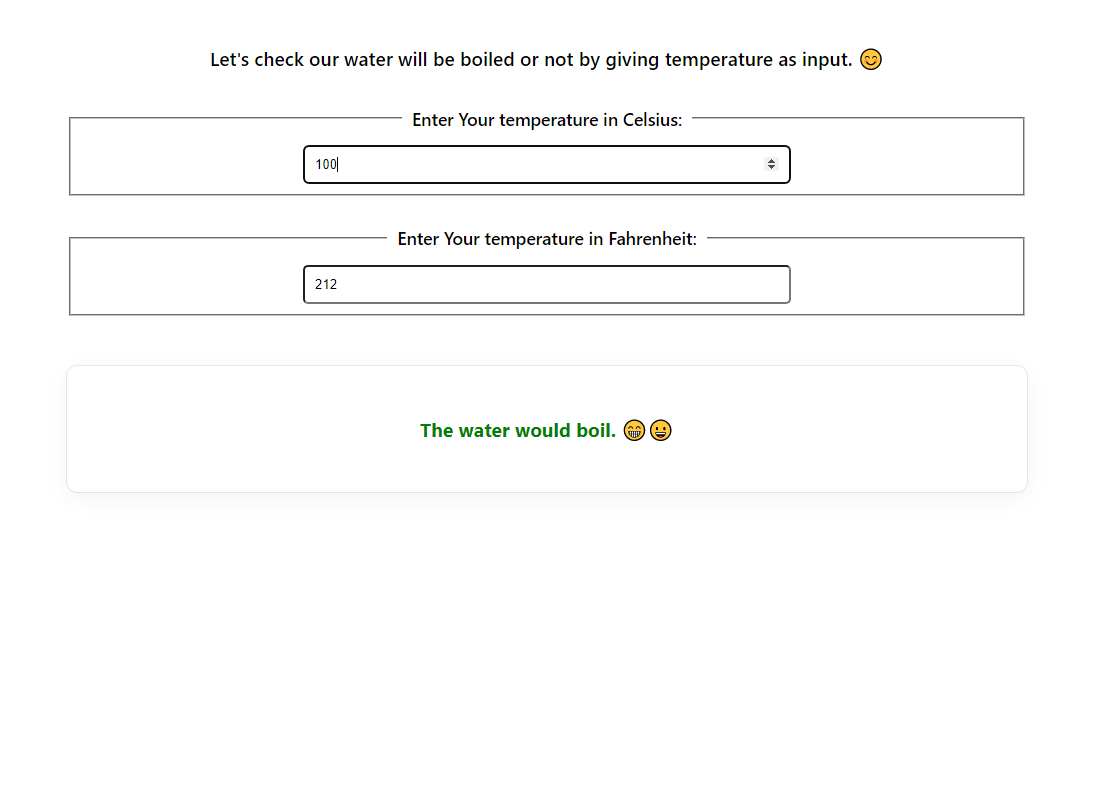 Let's check our water will be boiled or not by giving temperature as input. 😊
Enter Your temperature in Celsius:
100
Enter Your temperature in Fahrenheit:
212
The water would boil. 😁😀